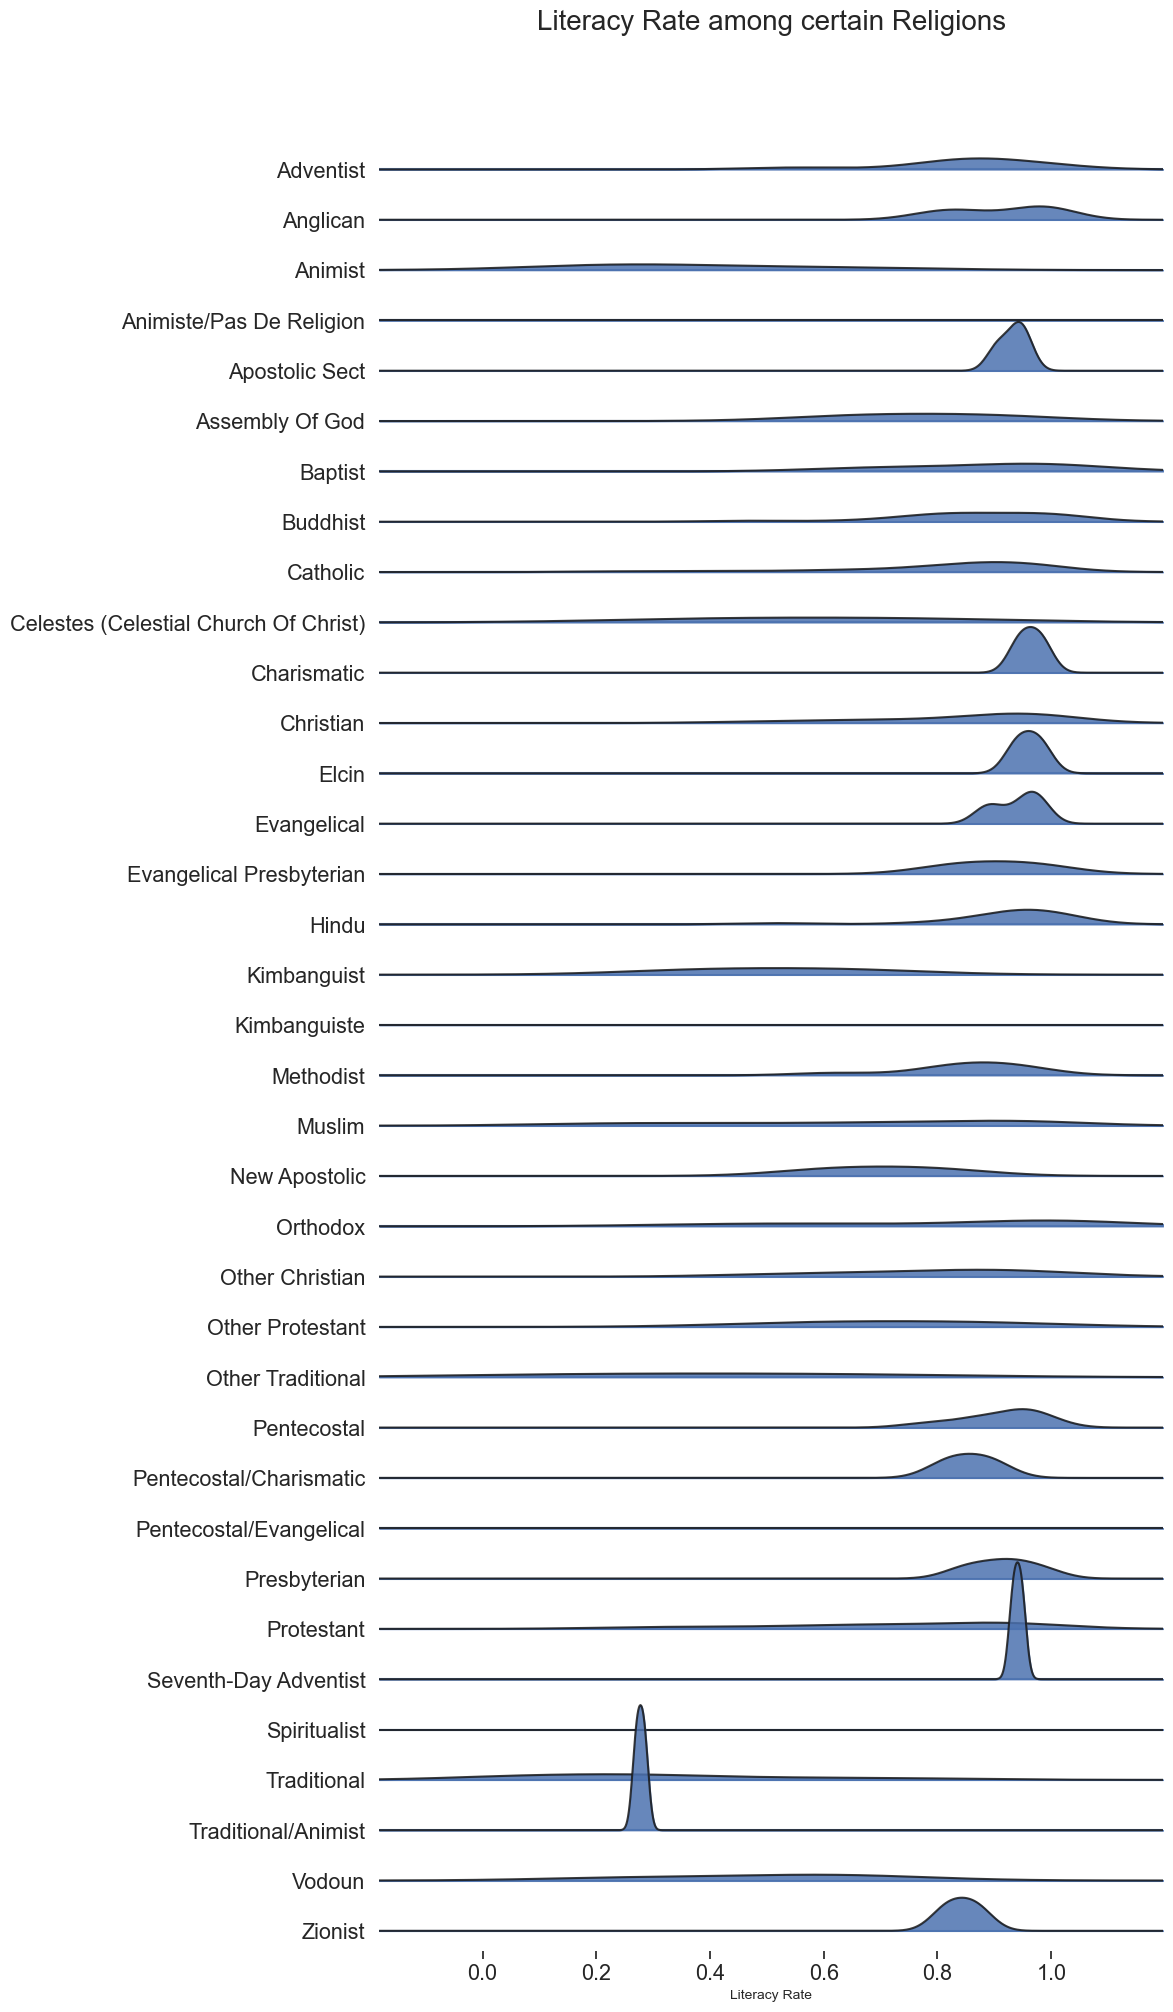 Literacy Rate among certain Religions
Adventist
Anglican
Animist
Animiste/Pas De Religion
Apostolic Sect
Assembly Of God
Baptist
Buddhist
Catholic
Celestes (Celestial Church Of Christ)
Charismatic
Christian
Elcin
Evangelical
Evangelical Presbyterian
Hindu
Kimbanguist
Kimbanguiste
Methodist
Muslim
New Apostolic
Orthodox
Other Christian
Other Protestant
Other Traditional
Pentecostal
Pentecostal/Charismatic
Pentecostal/Evangelical
Presbyterian
Protestant
Seventh-Day Adventist
Spiritualist
Traditional
Traditional/Animist
Vodoun
Zionist
0.0 0.2 0.4 0.6 0.8 1.0
Literacy Rate